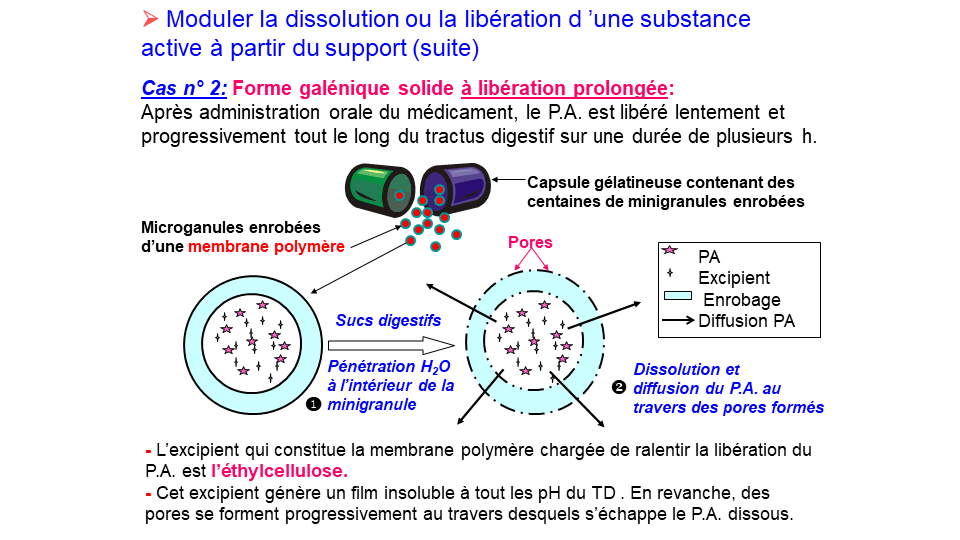 ➢ Moduler la dissolution ou la libération d ’une substance
active à partir du support (suite)
Cas n° 2: Forme galénique solide à libération prolongée:
Après administration orale du médicament, le P.A. est libéré lentement et
progressivement tout le long du tractus digestif sur une durée de plusieurs h.
Capsule gélatineuse contenant des
centaines de minigranules enrobées
Microganules enrobées
d’une membrane polymère
Pores
PA
Excipient
Enrobage
Diffusion PA
Sucs digestifs
Pénétration H₂O
à l’intérieur de la
❶ minigranule
Dissolution et
❷ diffusion du P.A. au
travers des pores formés
- L’excipient qui constitue la membrane polymère chargée de ralentir la libération du
P.A. est l’éthylcellulose.
- Cet excipient génère un film insoluble à tout les pH du TD . En revanche, des
pores se forment progressivement au travers desquels s’échappe le P.A. dissous.